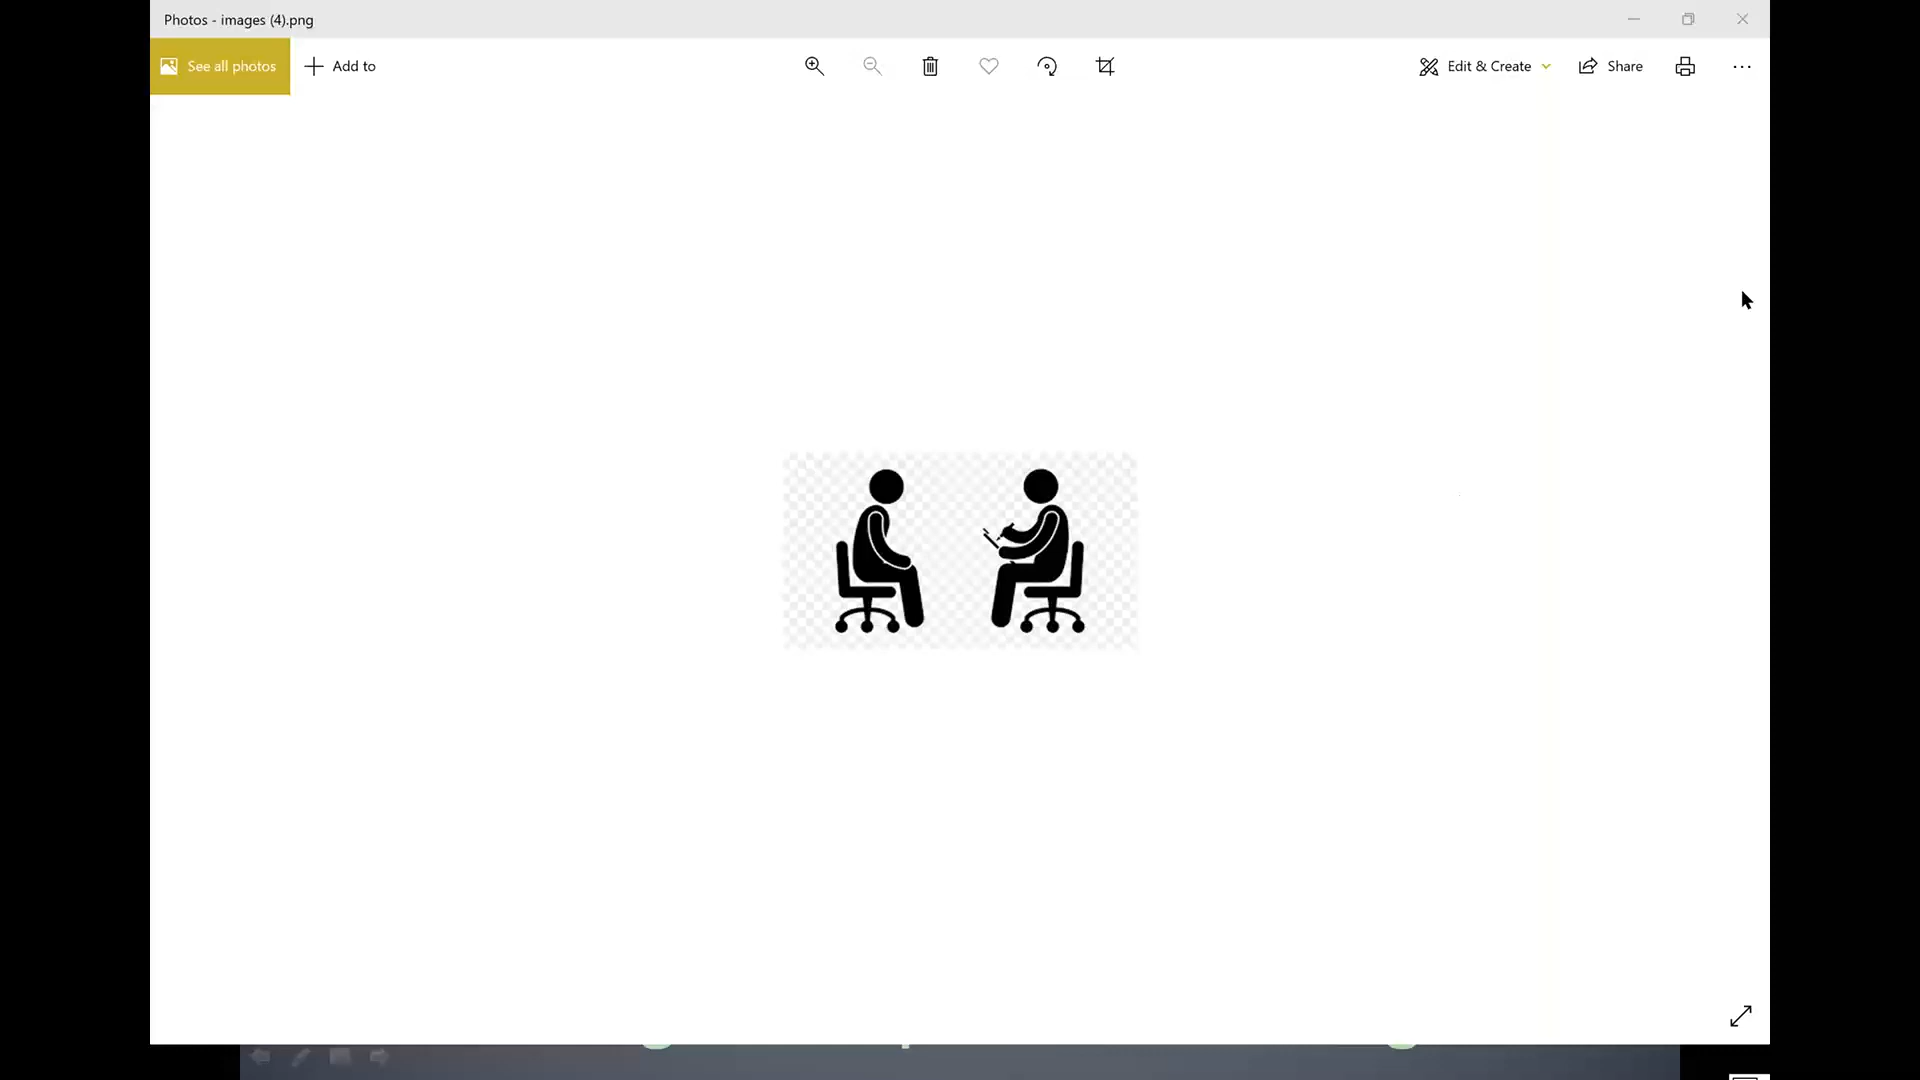 Photos - images (4).png
See all photos
Add to
Edit & Create
Share